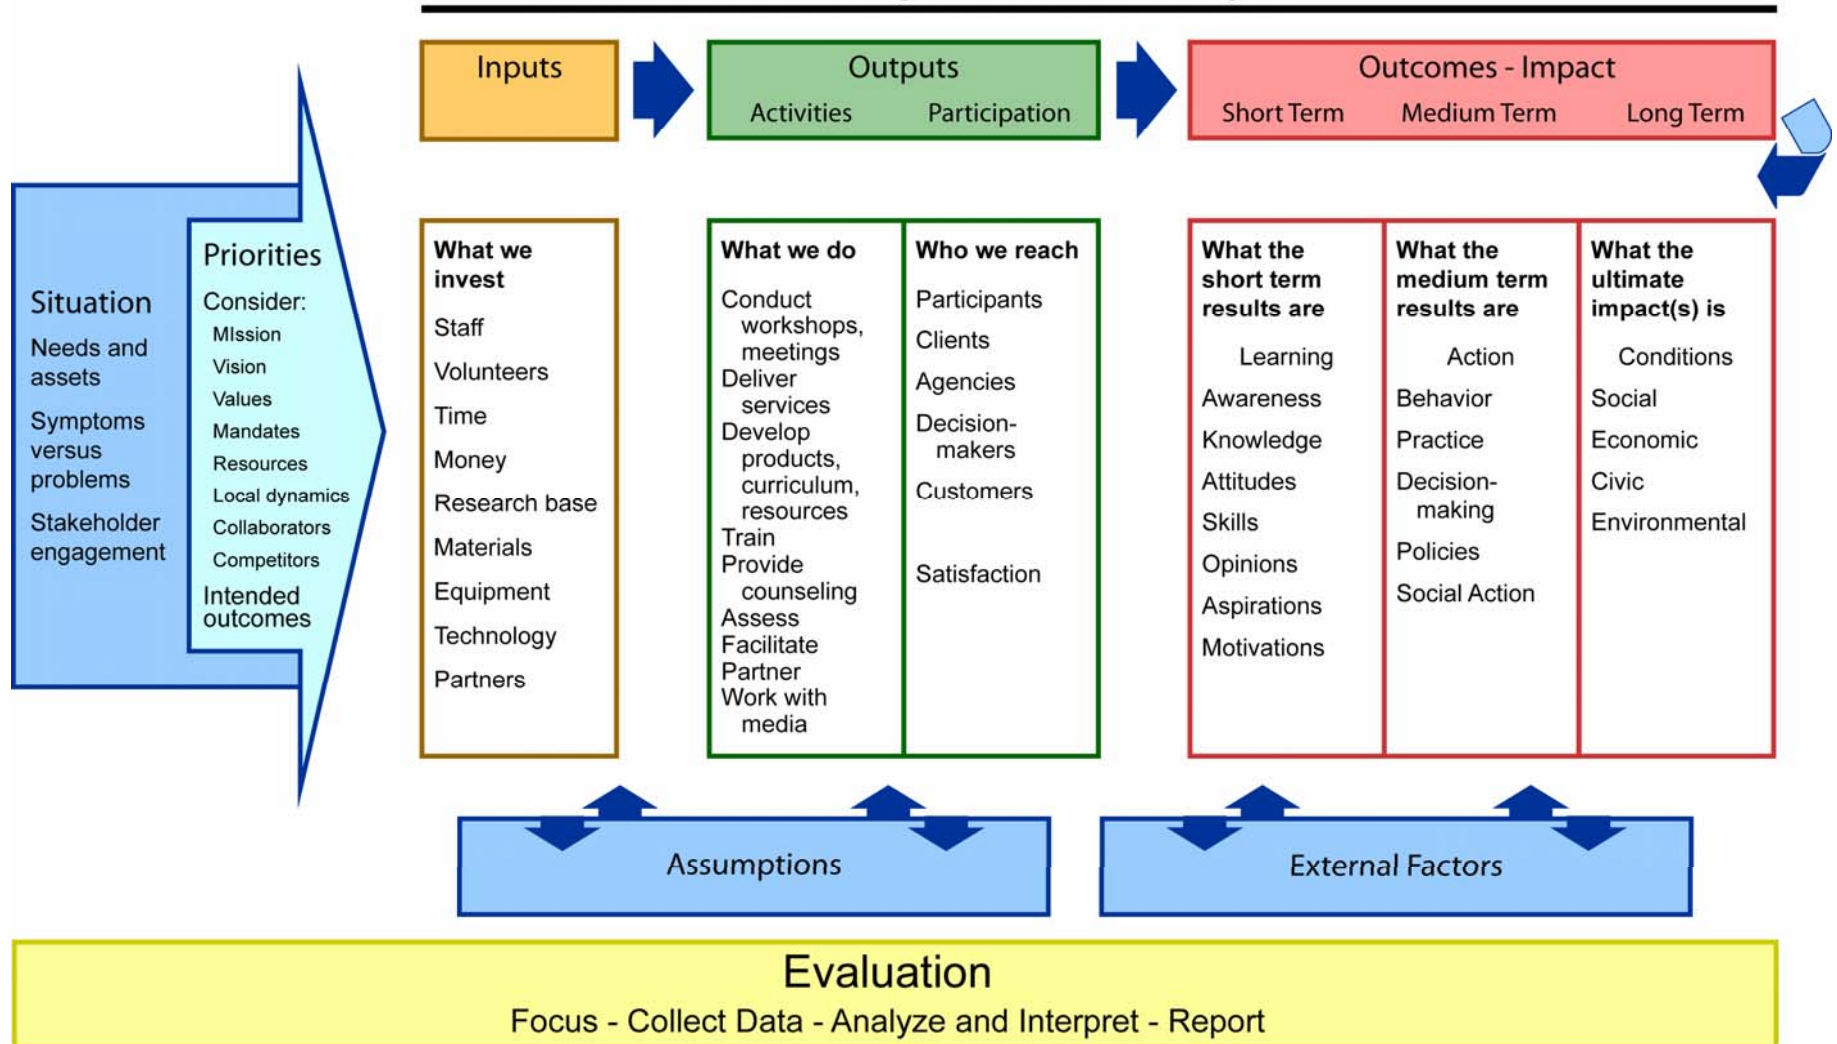 Inputs
Outputs
Activities Participation
Outcomes - Impact
Short Term Medium Term Long Term
Situation
Needs and
assets
Symptoms
versus
problems
Stakeholder
engagement
Priorities
Consider:
MIssion
Vision
Values
Mandates
Resources
Local dynamics
Collaborators
Competitors
Intended
outcomes
What we
invest
Staff
Volunteers
Time
Money
Research base
Materials
Equipment
Technology
Partners
What we do
Conduct
workshops,
meetings
Deliver
services
Develop
products,
curriculum,
resources
Train
Provide
counseling
Assess
Facilitate
Partner
Work with
media
Who we reach
Participants
Clients
Agencies
Decision-
makers
Customers
Satisfaction
What the
short term
results are
Learning
Awareness
Knowledge
Attitudes
Skills
Opinions
Aspirations
Motivations
What the
medium term
results are
Action
Behavior
Practice
Decision-
making
Policies
Social Action
What the
ultimate
impact(s) is
Conditions
Social
Economic
Civic
Environmental
Assumptions
External Factors
Evaluation
Focus - Collect Data - Analyze and Interpret - Report